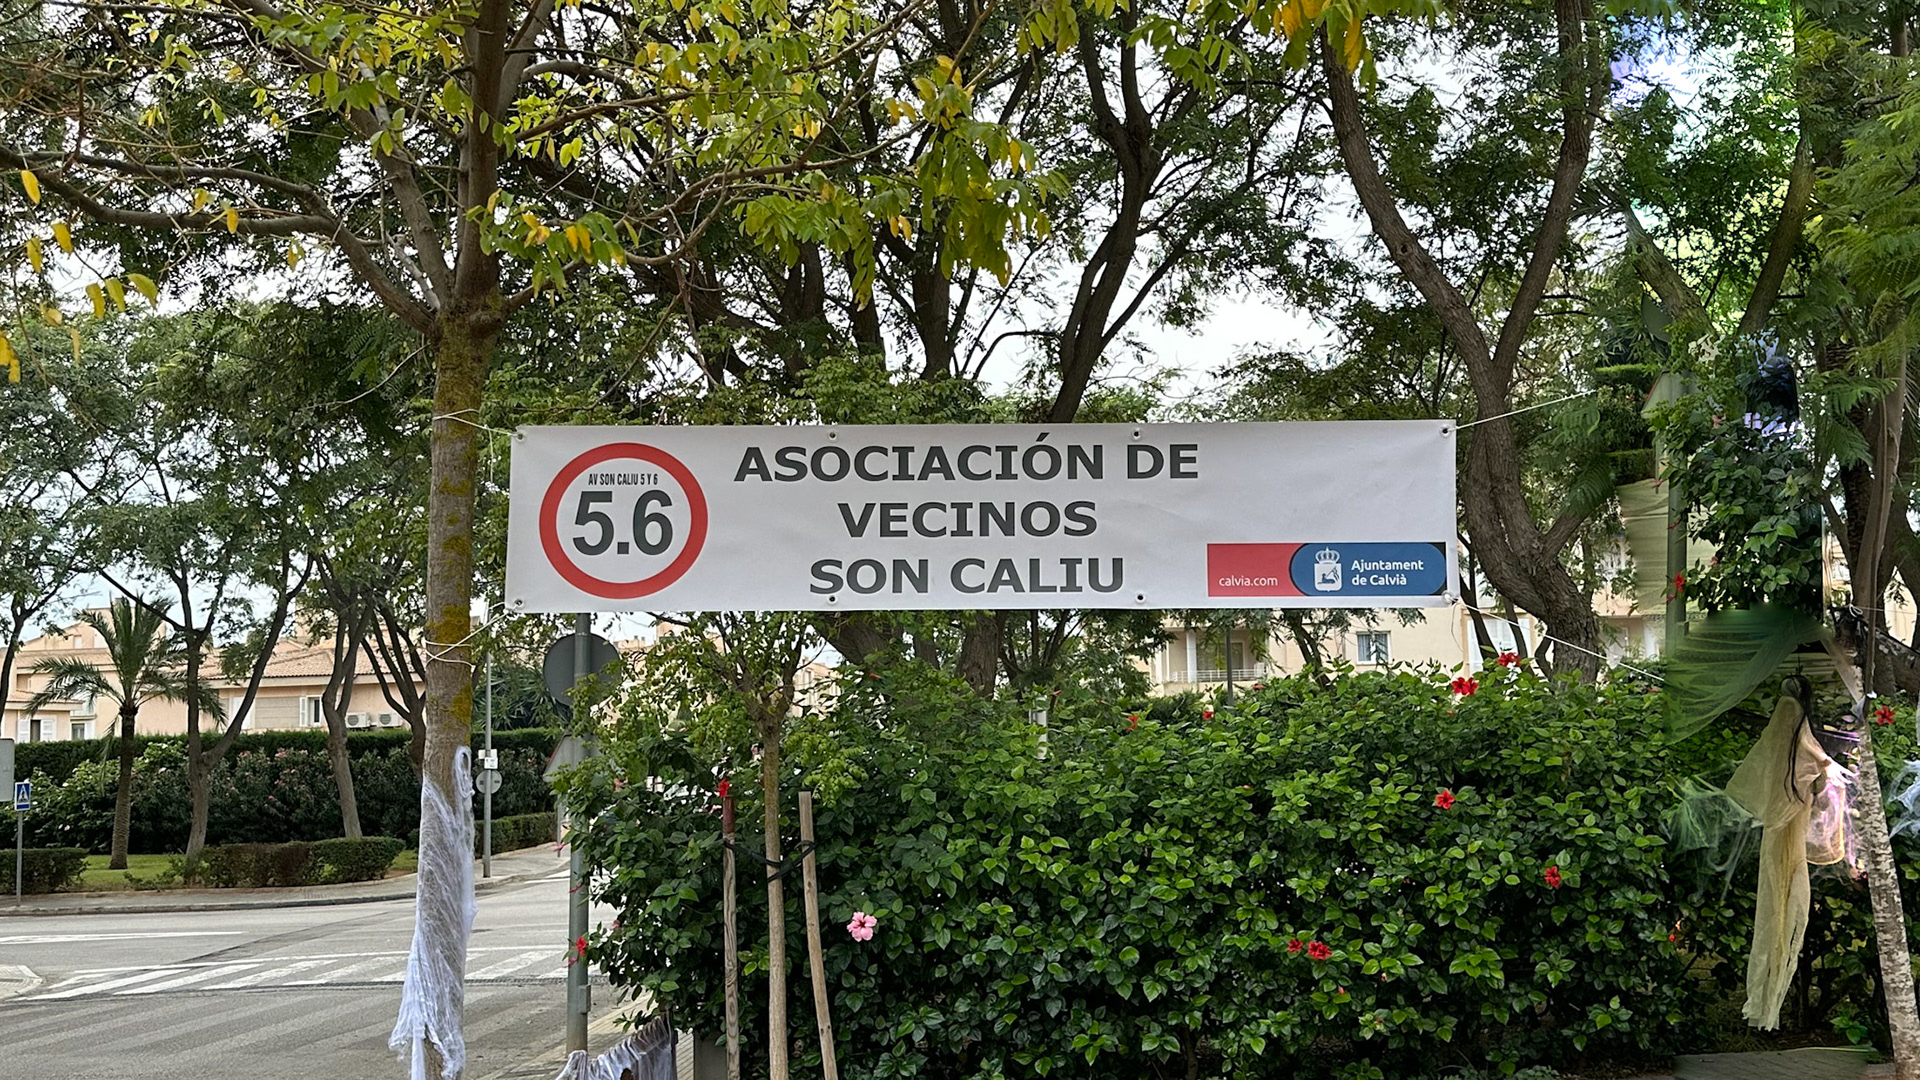 AV SON CALIU 5 Y 6
5.6
ASOCIACIÓN DE
VECINOS
SON CALIU
calvia.com
Ajuntament
de Calvià